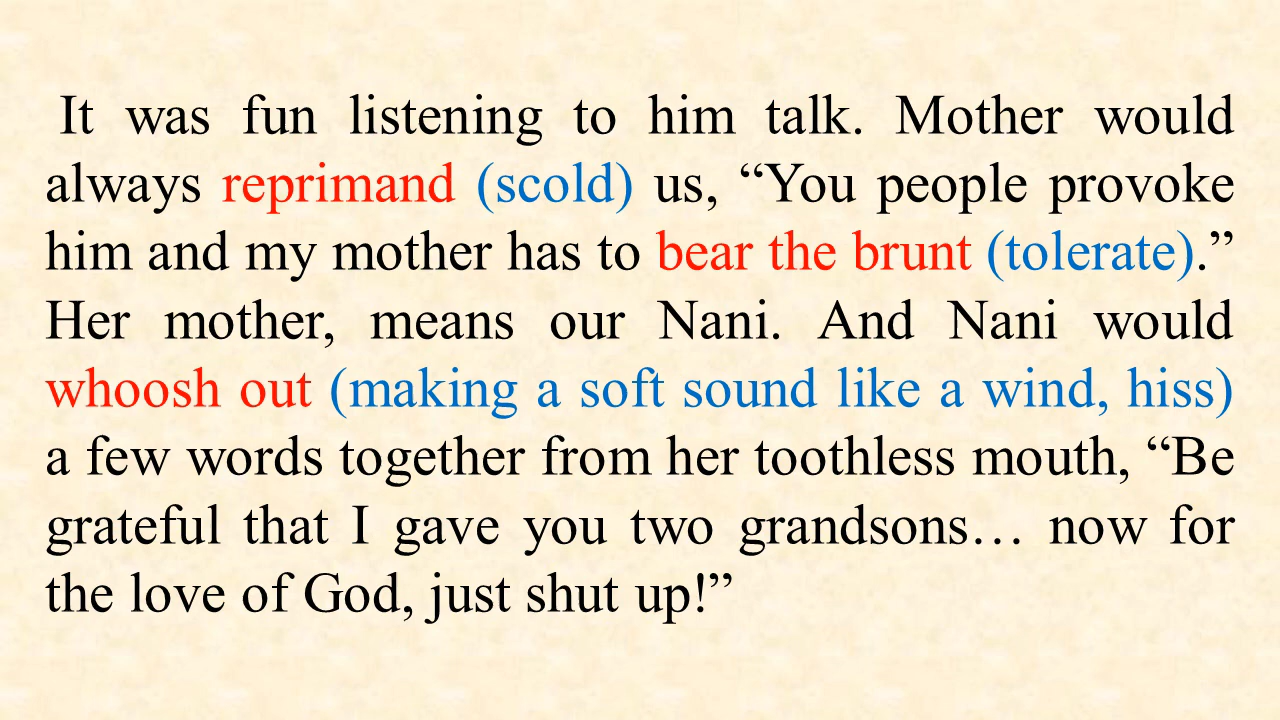 It was fun listening to him talk. Mother would
always reprimand (scold) us, “You people provoke
him and my mother has to bear the brunt (tolerate).”
Her mother, means our Nani. And Nani would
whoosh out (making a soft sound like a wind, hiss)
a few words together from her toothless mouth, “Be
grateful that I gave you two grandsons… now for
the love of God, just shut up!”